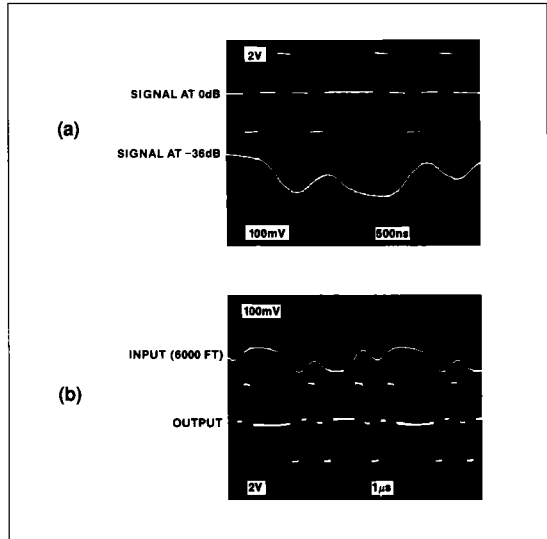 2V
SIGNAL AT 0dB
(a)
SIGNAL AT –36dB
100mV 500ns
100mV
INPUT (6000 FT)
(b)
OUTPUT
2V 1µs